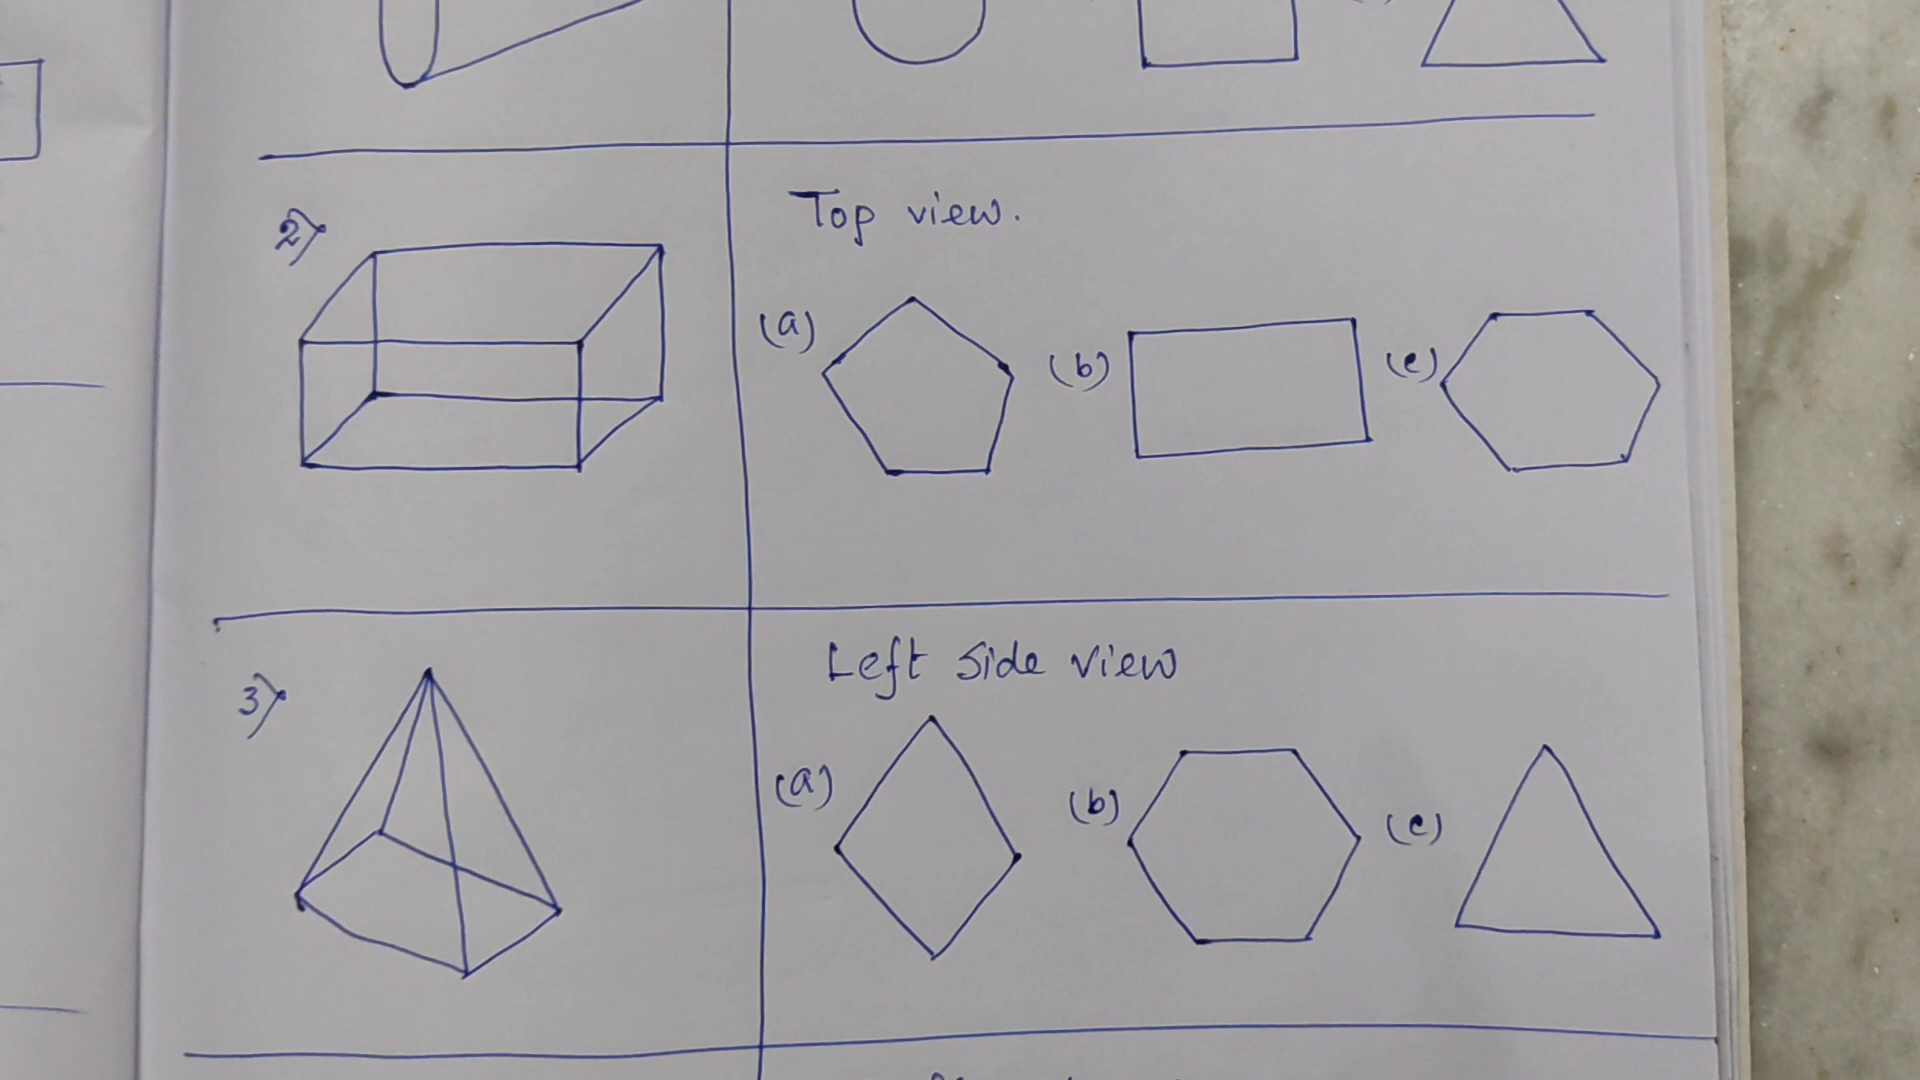 2)
Top view.
(a) (b) (c)
3)
Left side view
(a) (b) (c)